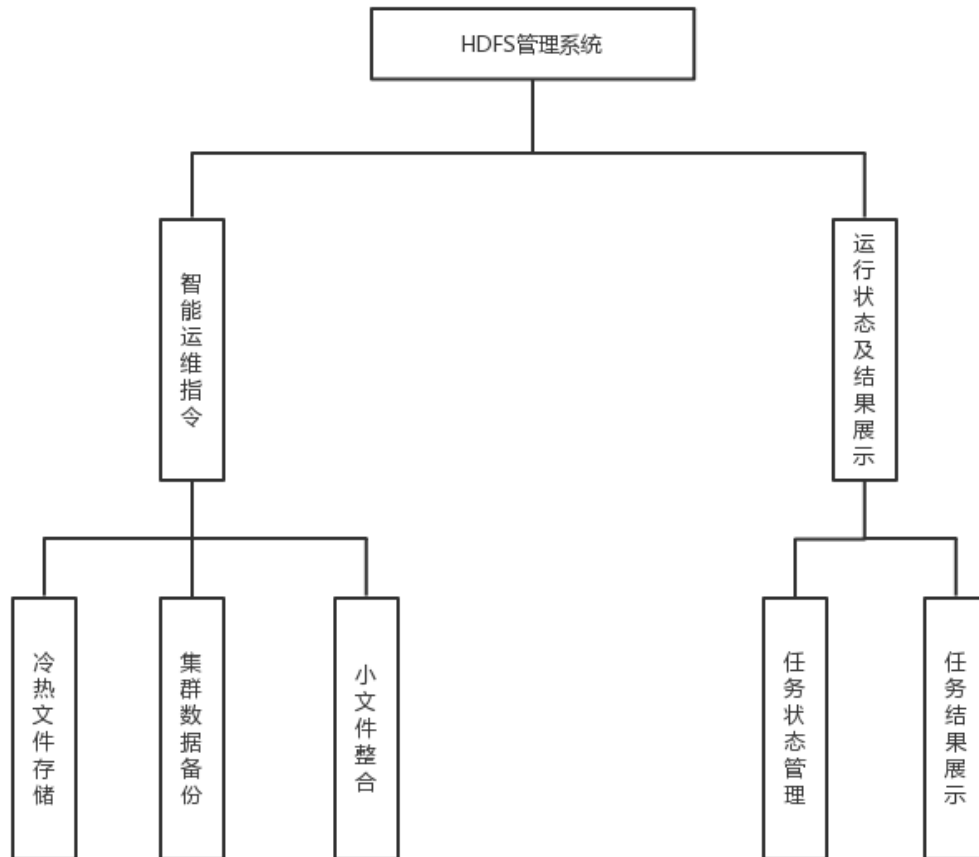 HDFS管理系统
智能运维指令
运行状态及结果展示
冷热文件存储
集群数据备份
小文件整合
任务状态管理
任务结果展示